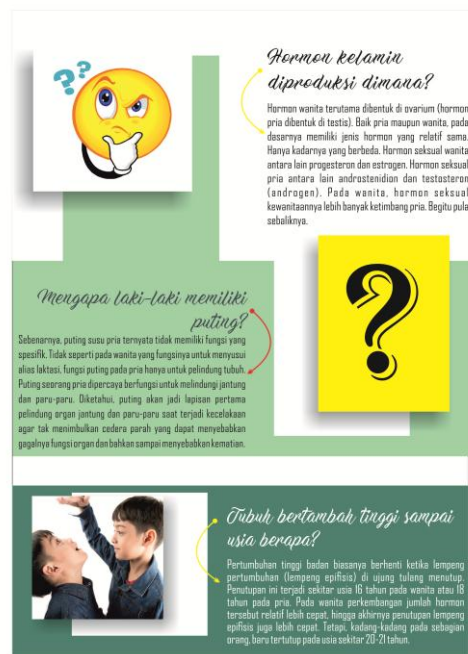 ??
Hormon kelamin
diproduksi dimana?
Hormon wanita terutama dibentuk di ovarium (hormon
pria dibentuk di testis). Baik pria maupun wanita, pada
dasarnya memiliki jenis hormon yang relatif sama.
Hanya kadarnya yang berbeda. Hormon seksual wanita
antara lain progesteron dan estrogen. Hormon seksual
pria antara lain androstenidion dan testosteron
(androgen). Pada wanita, hormon seksual
kewanitaannya lebih banyak ketimbang pria. Begitu pula
sebaliknya.
?
Mengapa laki-laki memiliki
puting?
Sebenarnya, puting susu pria ternyata tidak memiliki fungsi yang
spesifik. Tidak seperti pada wanita yang fungsinya untuk menyusui
alias laktasi, fungsi puting pada pria hanya untuk pelindung tubuh.
Puting seorang pria dipercaya berfungsi untuk melindungi jantung
dan paru-paru. Diketahui, puting akan jadi lapisan pertama
pelindung organ jantung dan paru-paru saat terjadi kecelakaan
agar tak menimbulkan cedera parah yang dapat menyebabkan
gagalnya fungsi organ dan bahkan sampai menyebabkan kematian.
Tubuh bertambah tinggi sampai
usia berapa?
Pertumbuhan tinggi badan biasanya berhenti ketika lempeng
pertumbuhan (lempeng epifisis) di ujung tulang menutup.
Penutupan ini terjadi sekitar usia 16 tahun pada wanita atau 18
tahun pada pria. Pada wanita perkembangan jumlah hormon
tersebut relatif lebih cepat, hingga akhirnya penutupan lempeng
epifisis juga lebih cepat. Tetapi, kadang-kadang pada sebagian
orang, baru tertutup pada usia sekitar 20-21 tahun.